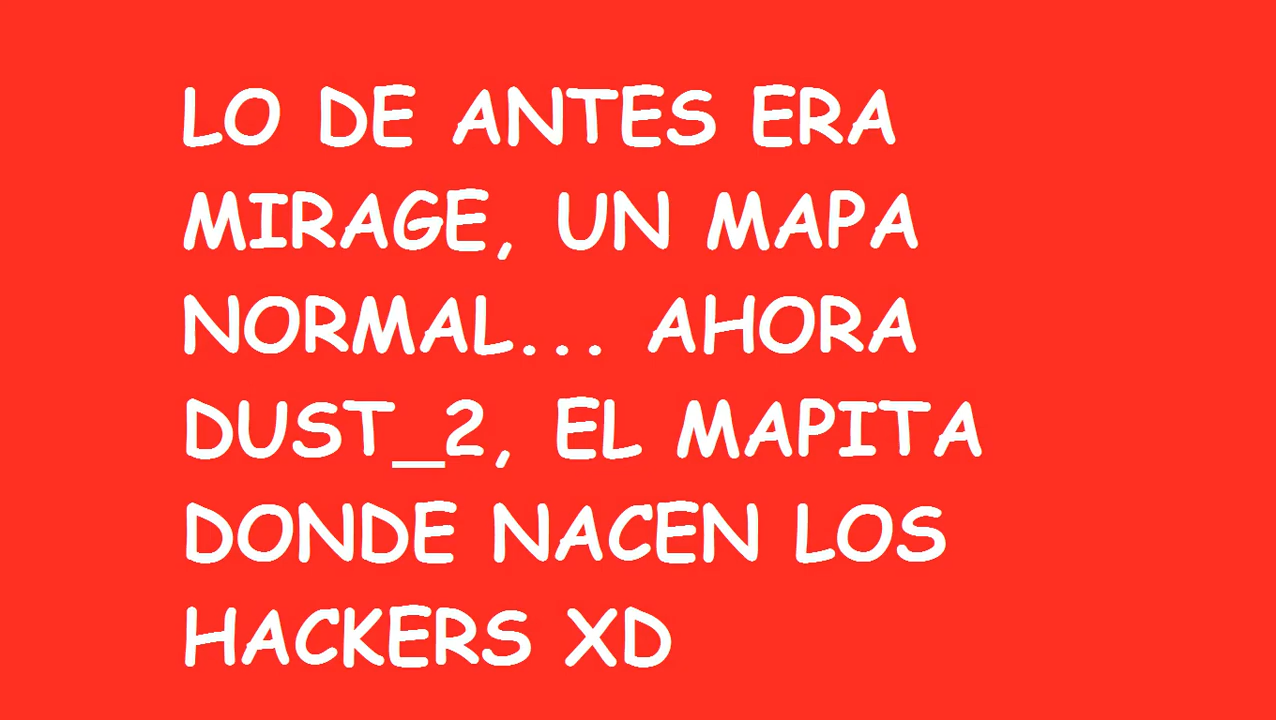 LO DE ANTES ERA
MIRAGE, UN MAPA
NORMAL... AHORA
DUST_2, EL MAPITA
DONDE NACEN LOS
HACKERS XD